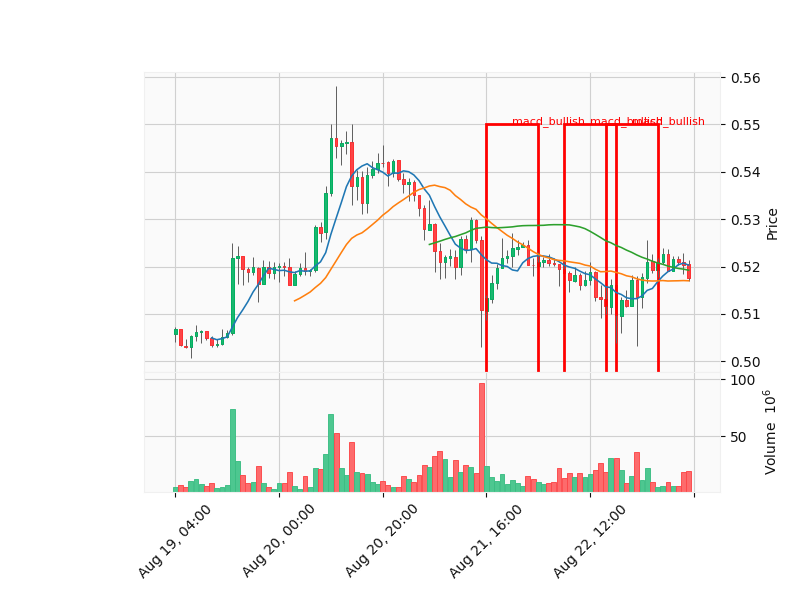 0.56
0.55
0.54
0.53
0.52
0.51
0.50
Price
macd_bullish
macd_bullish
macd_bullish
100
50
Volume 10^6
Aug 19, 04:00
Aug 20, 00:00
Aug 20, 20:00
Aug 21, 16:00
Aug 22, 12:00